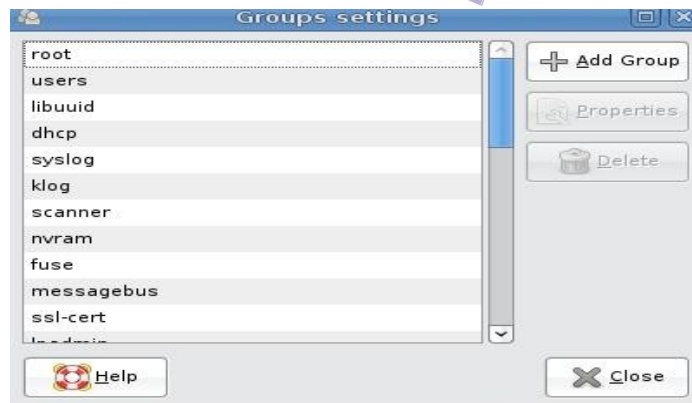 Groups settings
root
users
libuuid
dhcp
syslog
klog
scanner
nvram
fuse
messagebus
ssl-cert
lpadmin
Add Group
Properties
Delete
Help
Close